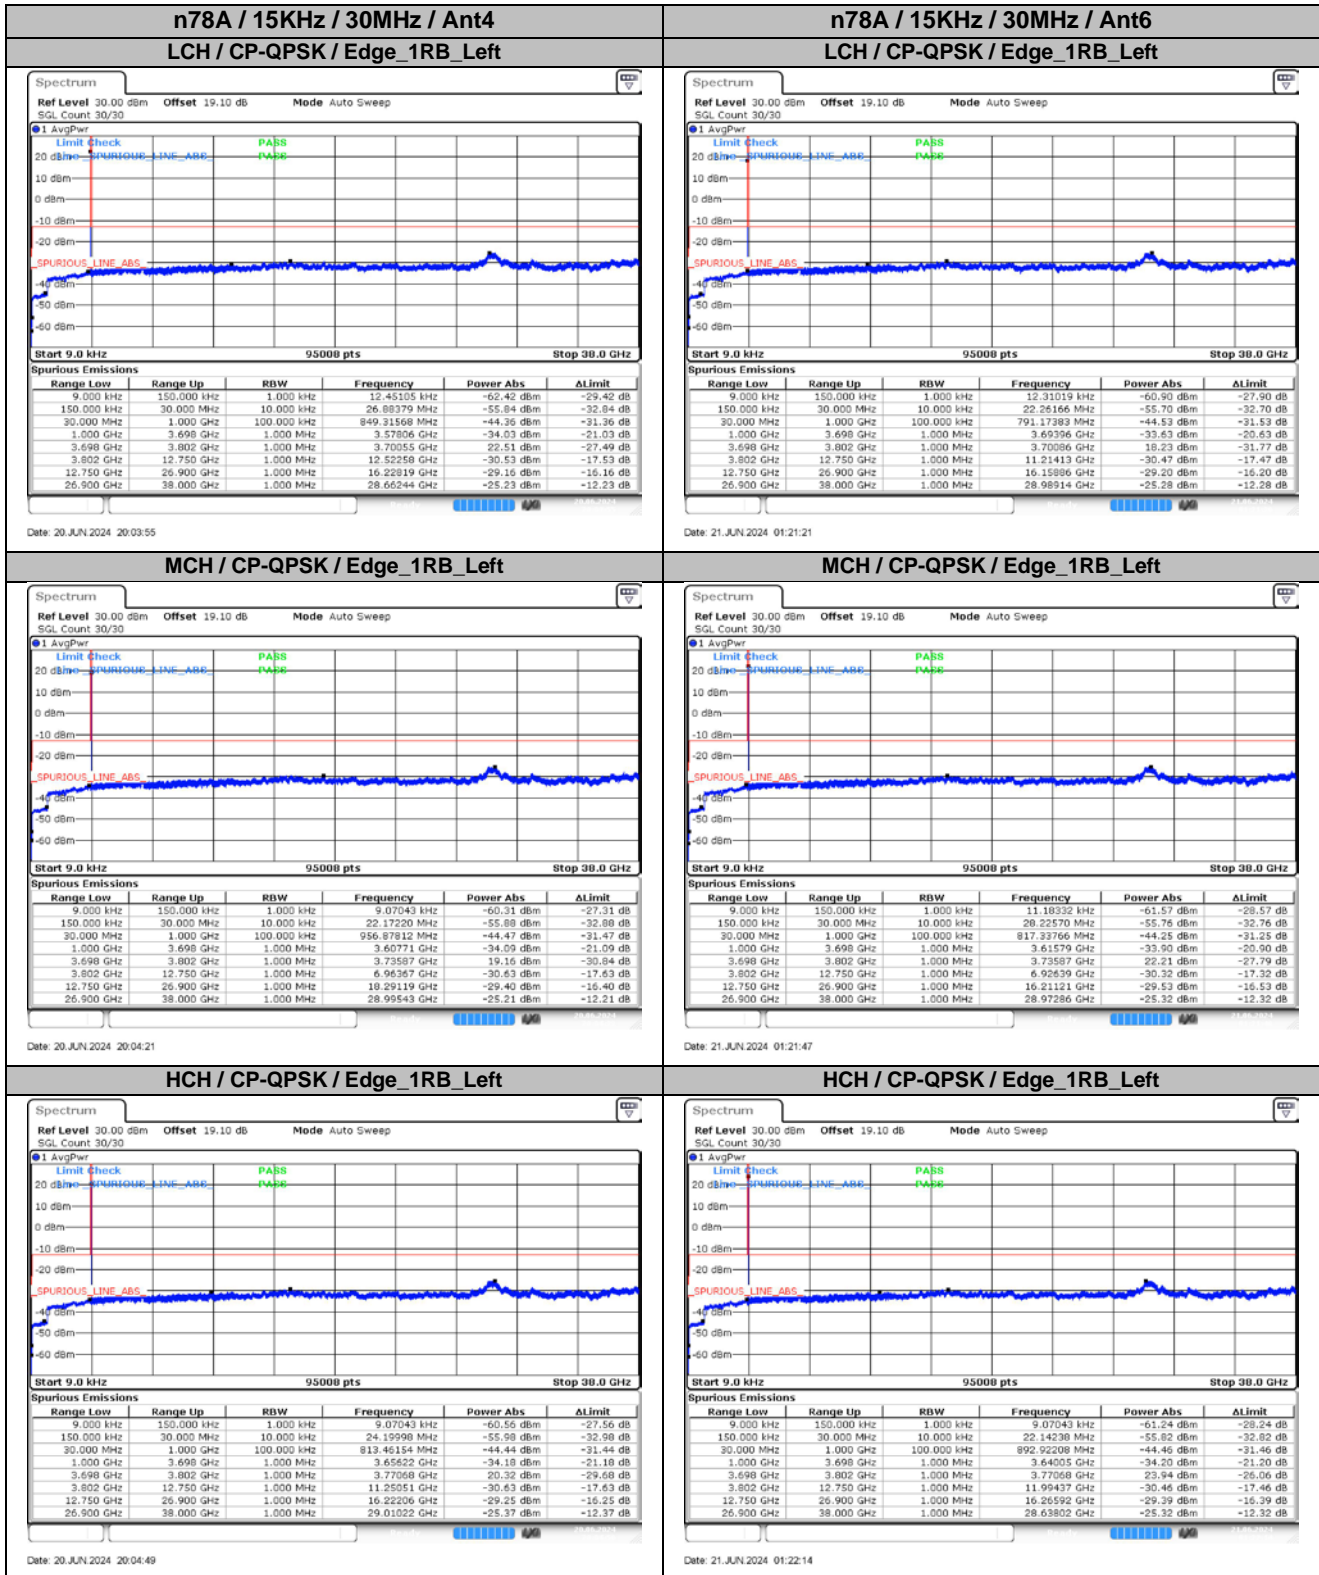 n78A / 15KHz / 30MHz / Ant4
n78A / 15KHz / 30MHz / Ant6
LCH / CP-QPSK / Edge_1RB_Left
LCH / CP-QPSK / Edge_1RB_Left
Spectrum
Ref Level 30.00 dBm Offset 19.10 dB Mode Auto Sweep
SGL Count 30/30
1 AvgPwr
Limit Check PASS
20 dBm Line _SPURIOUS_LINE_ABS_ PASS
10 dBm
0 dBm
-10 dBm
-20 dBm
_SPURIOUS_LINE_ABS_
-40 dBm
-50 dBm
-60 dBm
Start 9.0 kHz 95008 pts Stop 38.0 GHz
Spurious Emissions
Range Low Range Up RBW Frequency Power Abs ΔLimit
9.000 kHz 150.000 kHz 1.000 kHz 12.45105 kHz -62.42 dBm -29.42 dB
150.000 kHz 30.000 MHz 10.000 kHz 26.88379 MHz -55.84 dBm -32.84 dB
30.000 MHz 1.000 GHz 100.000 kHz 849.31568 MHz -44.36 dBm -31.36 dB
1.000 GHz 3.698 GHz 1.000 MHz 3.57806 GHz -34.03 dBm -21.03 dB
3.698 GHz 3.802 GHz 1.000 MHz 3.70055 GHz 22.51 dBm -27.49 dB
3.802 GHz 12.750 GHz 1.000 MHz 12.52258 GHz -30.53 dBm -17.53 dB
12.750 GHz 26.900 GHz 1.000 MHz 16.22819 GHz -29.16 dBm -16.16 dB
26.900 GHz 38.000 GHz 1.000 MHz 28.66244 GHz -25.23 dBm -12.23 dB
Date: 20.JUN.2024 20:03:55
Spectrum
Ref Level 30.00 dBm Offset 19.10 dB Mode Auto Sweep
SGL Count 30/30
1 AvgPwr
Limit Check PASS
20 dBm Line _SPURIOUS_LINE_ABS_ PASS
10 dBm
0 dBm
-10 dBm
-20 dBm
_SPURIOUS_LINE_ABS_
-40 dBm
-50 dBm
-60 dBm
Start 9.0 kHz 95008 pts Stop 38.0 GHz
Spurious Emissions
Range Low Range Up RBW Frequency Power Abs ΔLimit
9.000 kHz 150.000 kHz 1.000 kHz 12.31019 kHz -60.90 dBm -27.90 dB
150.000 kHz 30.000 MHz 10.000 kHz 22.26166 MHz -55.70 dBm -32.70 dB
30.000 MHz 1.000 GHz 100.000 kHz 791.17383 MHz -44.53 dBm -31.53 dB
1.000 GHz 3.698 GHz 1.000 MHz 3.69396 GHz -33.63 dBm -20.63 dB
3.698 GHz 3.802 GHz 1.000 MHz 3.70086 GHz 18.23 dBm -31.77 dB
3.802 GHz 12.750 GHz 1.000 MHz 11.21413 GHz -30.47 dBm -17.47 dB
12.750 GHz 26.900 GHz 1.000 MHz 16.15886 GHz -29.20 dBm -16.20 dB
26.900 GHz 38.000 GHz 1.000 MHz 28.98914 GHz -25.28 dBm -12.28 dB
Date: 21.JUN.2024 01:21:21
MCH / CP-QPSK / Edge_1RB_Left
MCH / CP-QPSK / Edge_1RB_Left
Spectrum
Ref Level 30.00 dBm Offset 19.10 dB Mode Auto Sweep
SGL Count 30/30
1 AvgPwr
Limit Check PASS
20 dBm Line _SPURIOUS_LINE_ABS_ PASS
10 dBm
0 dBm
-10 dBm
-20 dBm
_SPURIOUS_LINE_ABS_
-40 dBm
-50 dBm
-60 dBm
Start 9.0 kHz 95008 pts Stop 38.0 GHz
Spurious Emissions
Range Low Range Up RBW Frequency Power Abs ΔLimit
9.000 kHz 150.000 kHz 1.000 kHz 9.07043 kHz -60.31 dBm -27.31 dB
150.000 kHz 30.000 MHz 10.000 kHz 22.17220 MHz -55.88 dBm -32.88 dB
30.000 MHz 1.000 GHz 100.000 kHz 956.87812 MHz -44.47 dBm -31.47 dB
1.000 GHz 3.698 GHz 1.000 MHz 3.60771 GHz -34.09 dBm -21.09 dB
3.698 GHz 3.802 GHz 1.000 MHz 3.73587 GHz 19.16 dBm -30.84 dB
3.802 GHz 12.750 GHz 1.000 MHz 6.96367 GHz -30.63 dBm -17.63 dB
12.750 GHz 26.900 GHz 1.000 MHz 18.29119 GHz -29.40 dBm -16.40 dB
26.900 GHz 38.000 GHz 1.000 MHz 28.99543 GHz -25.21 dBm -12.21 dB
Date: 20.JUN.2024 20:04:21
Spectrum
Ref Level 30.00 dBm Offset 19.10 dB Mode Auto Sweep
SGL Count 30/30
1 AvgPwr
Limit Check PASS
20 dBm Line _SPURIOUS_LINE_ABS_ PASS
10 dBm
0 dBm
-10 dBm
-20 dBm
_SPURIOUS_LINE_ABS_
-40 dBm
-50 dBm
-60 dBm
Start 9.0 kHz 95008 pts Stop 38.0 GHz
Spurious Emissions
Range Low Range Up RBW Frequency Power Abs ΔLimit
9.000 kHz 150.000 kHz 1.000 kHz 11.18332 kHz -61.57 dBm -28.57 dB
150.000 kHz 30.000 MHz 10.000 kHz 28.22570 MHz -55.76 dBm -32.76 dB
30.000 MHz 1.000 GHz 100.000 kHz 817.33766 MHz -44.25 dBm -31.25 dB
1.000 GHz 3.698 GHz 1.000 MHz 3.61579 GHz -33.90 dBm -20.90 dB
3.698 GHz 3.802 GHz 1.000 MHz 3.73587 GHz 22.21 dBm -27.79 dB
3.802 GHz 12.750 GHz 1.000 MHz 6.92639 GHz -30.32 dBm -17.32 dB
12.750 GHz 26.900 GHz 1.000 MHz 16.21121 GHz -29.53 dBm -16.53 dB
26.900 GHz 38.000 GHz 1.000 MHz 28.97286 GHz -25.32 dBm -12.32 dB
Date: 21.JUN.2024 01:21:47
HCH / CP-QPSK / Edge_1RB_Left
HCH / CP-QPSK / Edge_1RB_Left
Spectrum
Ref Level 30.00 dBm Offset 19.10 dB Mode Auto Sweep
SGL Count 30/30
1 AvgPwr
Limit Check PASS
20 dBm Line _SPURIOUS_LINE_ABS_ PASS
10 dBm
0 dBm
-10 dBm
-20 dBm
_SPURIOUS_LINE_ABS_
-40 dBm
-50 dBm
-60 dBm
Start 9.0 kHz 95008 pts Stop 38.0 GHz
Spurious Emissions
Range Low Range Up RBW Frequency Power Abs ΔLimit
9.000 kHz 150.000 kHz 1.000 kHz 9.07043 kHz -60.56 dBm -27.56 dB
150.000 kHz 30.000 MHz 10.000 kHz 24.19998 MHz -55.98 dBm -32.98 dB
30.000 MHz 1.000 GHz 100.000 kHz 813.46154 MHz -44.44 dBm -31.44 dB
1.000 GHz 3.698 GHz 1.000 MHz 3.65622 GHz -34.18 dBm -21.18 dB
3.698 GHz 3.802 GHz 1.000 MHz 3.77068 GHz 20.32 dBm -29.68 dB
3.802 GHz 12.750 GHz 1.000 MHz 11.25051 GHz -30.63 dBm -17.63 dB
12.750 GHz 26.900 GHz 1.000 MHz 16.22206 GHz -29.25 dBm -16.25 dB
26.900 GHz 38.000 GHz 1.000 MHz 29.01022 GHz -25.37 dBm -12.37 dB
Date: 20.JUN.2024 20:04:49
Spectrum
Ref Level 30.00 dBm Offset 19.10 dB Mode Auto Sweep
SGL Count 30/30
1 AvgPwr
Limit Check PASS
20 dBm Line _SPURIOUS_LINE_ABS_ PASS
10 dBm
0 dBm
-10 dBm
-20 dBm
_SPURIOUS_LINE_ABS_
-40 dBm
-50 dBm
-60 dBm
Start 9.0 kHz 95008 pts Stop 38.0 GHz
Spurious Emissions
Range Low Range Up RBW Frequency Power Abs ΔLimit
9.000 kHz 150.000 kHz 1.000 kHz 9.07043 kHz -61.24 dBm -28.24 dB
150.000 kHz 30.000 MHz 10.000 kHz 22.14238 MHz -55.82 dBm -32.82 dB
30.000 MHz 1.000 GHz 100.000 kHz 892.92208 MHz -44.46 dBm -31.46 dB
1.000 GHz 3.698 GHz 1.000 MHz 3.64005 GHz -34.20 dBm -21.20 dB
3.698 GHz 3.802 GHz 1.000 MHz 3.77068 GHz 23.94 dBm -26.06 dB
3.802 GHz 12.750 GHz 1.000 MHz 11.99437 GHz -30.46 dBm -17.46 dB
12.750 GHz 26.900 GHz 1.000 MHz 16.26592 GHz -29.39 dBm -16.39 dB
26.900 GHz 38.000 GHz 1.000 MHz 28.63802 GHz -25.32 dBm -12.32 dB
Date: 21.JUN.2024 01:22:14